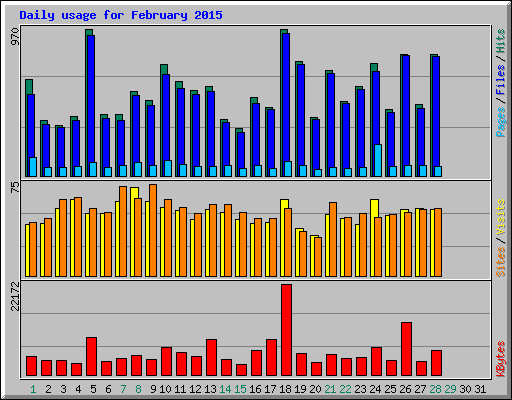 Daily usage for February 2015
970
Pages / Files / Hits
75
Sites / Visits
22172
KBytes
1 2 3 4 5 6 7 8 9 10 11 12 13 14 15 16 17 18 19 20 21 22 23 24 25 26 27 28 29 30 31